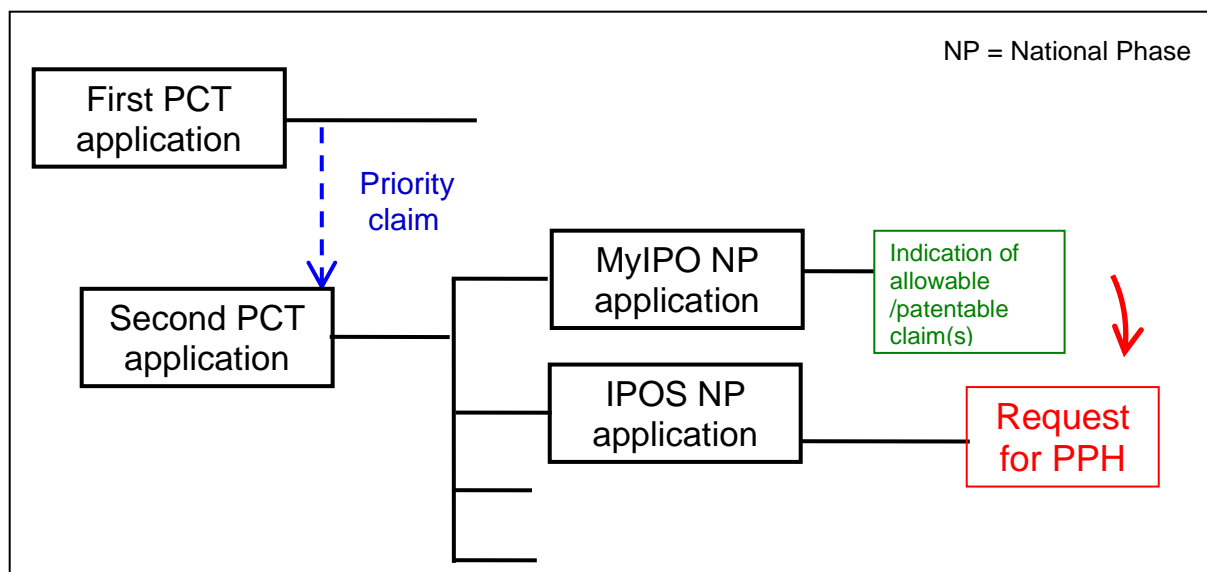 NP = National Phase
First PCT
application
Priority
claim
Second PCT
application
MyIPO NP
application
Indication of
allowable
/patentable
claim(s)
IPOS NP
application
Request
for PPH